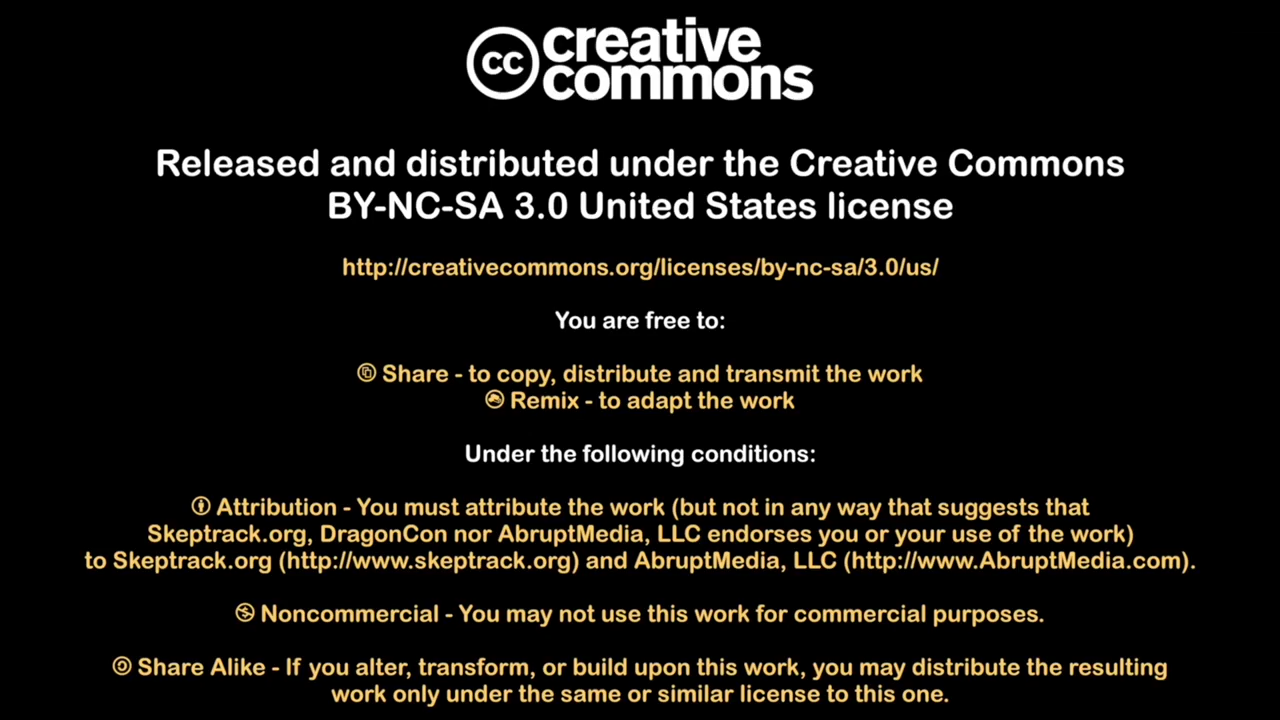 cc creative
commons
Released and distributed under the Creative Commons
BY-NC-SA 3.0 United States license
http://creativecommons.org/licenses/by-nc-sa/3.0/us/
You are free to:
Share - to copy, distribute and transmit the work
Remix - to adapt the work
Under the following conditions:
Attribution - You must attribute the work (but not in any way that suggests that
Skeptrack.org, DragonCon nor AbruptMedia, LLC endorses you or your use of the work)
to Skeptrack.org (http://www.skeptrack.org) and AbruptMedia, LLC (http://www.AbruptMedia.com).
Noncommercial - You may not use this work for commercial purposes.
Share Alike - If you alter, transform, or build upon this work, you may distribute the resulting
work only under the same or similar license to this one.